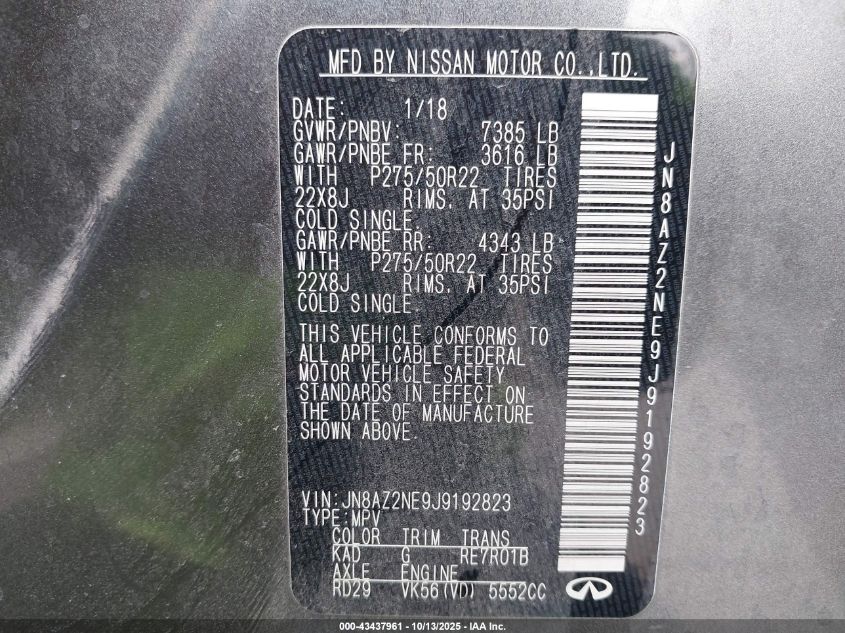 MFD BY NISSAN MOTOR CO.,LTD.
DATE: 1/18
GVWR/PNBV: 7385 LB
GAWR/PNBE FR: 3616 LB
WITH P275/50R22 TIRES
22X8J RIMS. AT 35PSI
COLD SINGLE.
GAWR/PNBE RR: 4343 LB
WITH P275/50R22 TIRES
22X8J RIMS. AT 35PSI
COLD SINGLE.
THIS VEHICLE CONFORMS TO
ALL APPLICABLE FEDERAL
MOTOR VEHICLE SAFETY
STANDARDS IN EFFECT ON
THE DATE OF MANUFACTURE
SHOWN ABOVE.
VIN:JN8AZ2NE9J9192823
TYPE:MPV
COLOR TRIM TRANS
KAD G RE7R01B
AXLE ENGINE
RD29 VK56(VD) 5552CC
JN8AZ2NE9J9192823
000-43437961 - 10/13/2025 - IAA Inc.